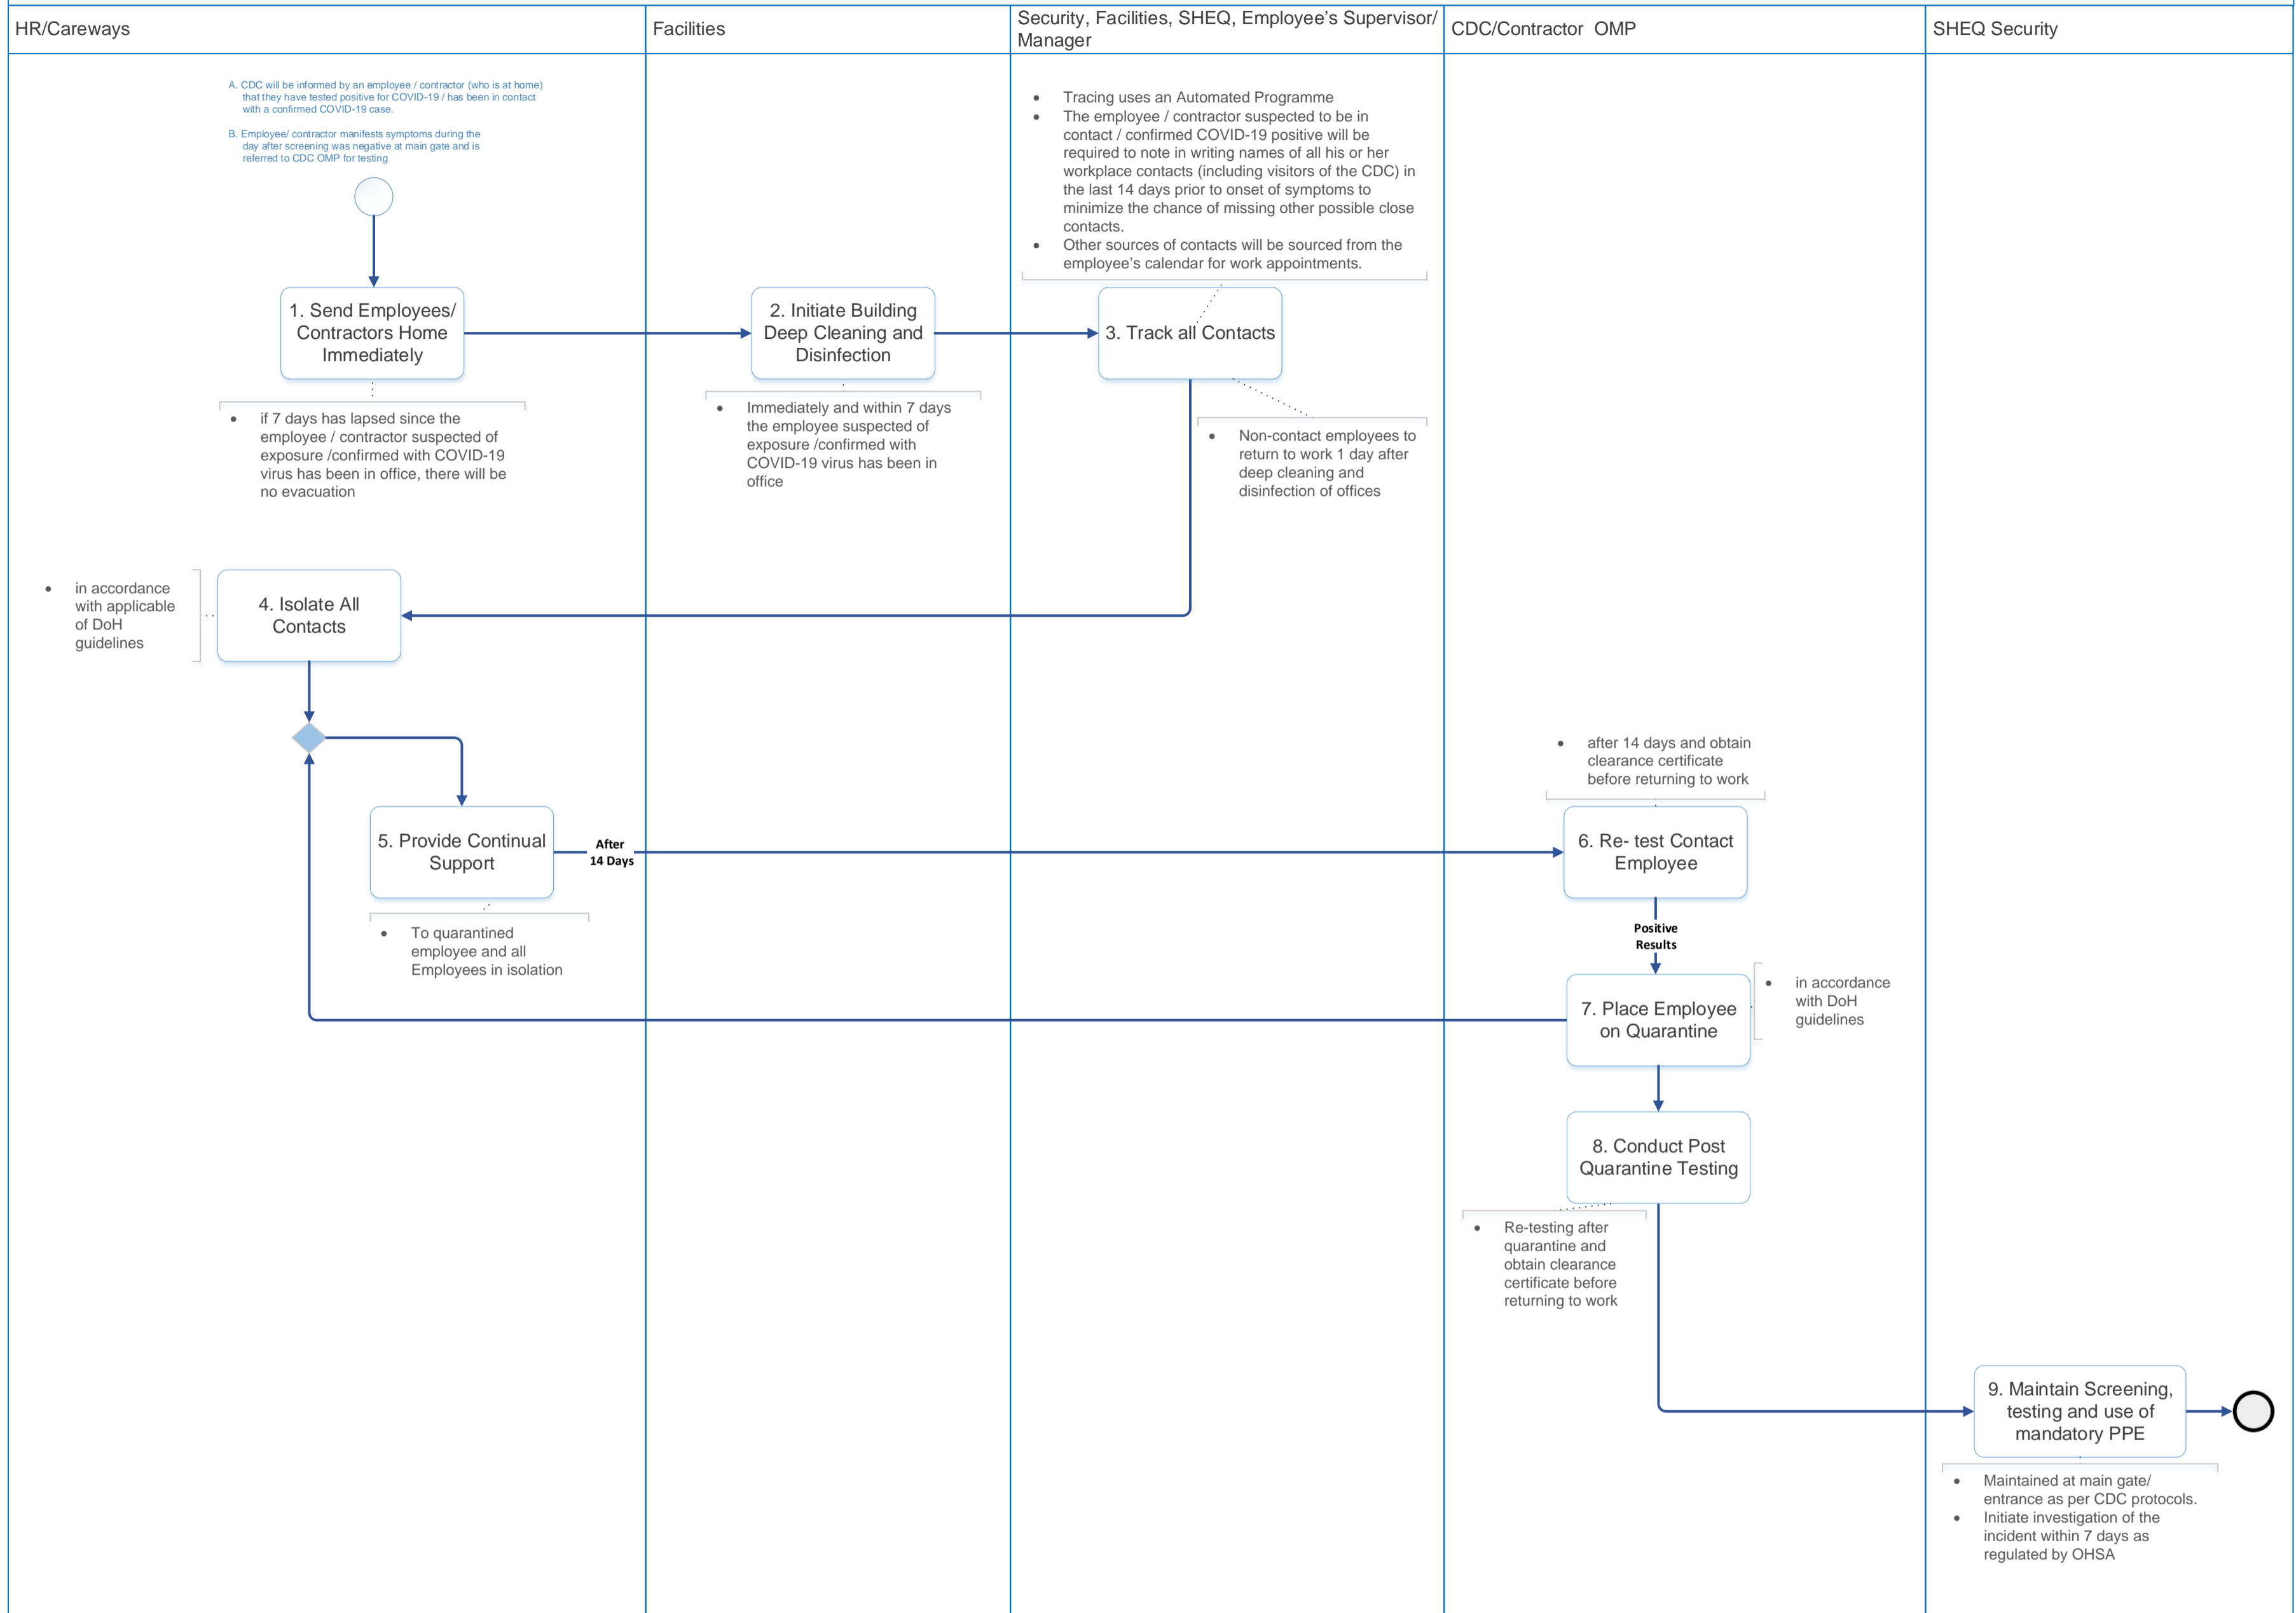 HR/Careways
Facilities
Security, Facilities, SHEQ, Employee's Supervisor/
Manager
CDC/Contractor  OMP
SHEQ Security
A. CDC will be informed by an employee / contractor (who is at home)
that they have tested positive for COVID-19 / has been in contact
with a confirmed COVID-19 case.
B. Employee/ contractor manifests symptoms during the
day after screening was negative at main gate and is
referred to CDC OMP for testing
• Tracing uses an Automated Programme
• The employee / contractor suspected to be in
contact / confirmed COVID-19 positive will be
required to note in writing names of all his or her
workplace contacts (including visitors of the CDC) in
the last 14 days prior to onset of symptoms to
minimize the chance of missing other possible close
contacts.
• Other sources of contacts will be sourced from the
employee's calendar for work appointments.
1. Send Employees/
Contractors Home
Immediately
2. Initiate Building
Deep Cleaning and
Disinfection
3. Track all Contacts
• if 7 days has lapsed since the
employee / contractor suspected of
exposure /confirmed with COVID-19
virus has been in office, there will be
no evacuation
• Immediately and within 7 days
the employee suspected of
exposure /confirmed with
COVID-19 virus has been in
office
• Non-contact employees to
return to work 1 day after
deep cleaning and
disinfection of offices
• in accordance
with applicable
of DoH
guidelines
4. Isolate All
Contacts
• after 14 days and obtain
clearance certificate
before returning to work
5. Provide Continual
Support
After
14 Days
6. Re- test Contact
Employee
• To quarantined
employee and all
Employees in isolation
Positive
Results
7. Place Employee
on Quarantine
• in accordance
with DoH
guidelines
8. Conduct Post
Quarantine Testing
• Re-testing after
quarantine and
obtain clearance
certificate before
returning to work
9. Maintain Screening,
testing and use of
mandatory PPE
• Maintained at main gate/
entrance as per CDC protocols.
• Initiate investigation of the
incident within 7 days as
regulated by OHSA